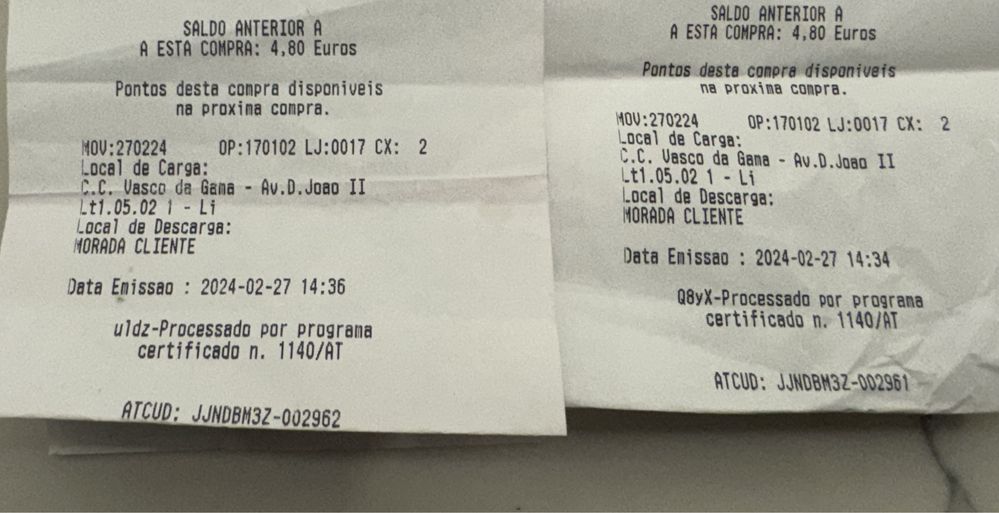 SALDO ANTERIOR A
A ESTA COMPRA: 4,80 Euros
Pontos desta compra disponiveis
na proxima compra.
MOV:270224 OP:170102 LJ:0017 CX: 2
Local de Carga:
C.C. Vasco da Gama - Av.D.Joao II
Lt1.05.02 1 - Li
Local de Descarga:
MORADA CLIENTE
Data Emissao : 2024-02-27 14:36
uldz-Processado por programa
certificado n. 1140/AT
ATCUD: JJNDBM3Z-002962
SALDO ANTERIOR A
A ESTA COMPRA: 4,80 Euros
Pontos desta compra disponiveis
na proxima compra.
MOV:270224 OP:170102 LJ:0017 CX: 2
Local de Carga:
C.C. Vasco da Gama - Av.D.Joao II
Lt1.05.02 1 - Li
Local de Descarga:
MORADA CLIENTE
Data Emissao : 2024-02-27 14:34
Q8yX-Processado por programa
certificado n. 1140/AT
ATCUD: JJNDBM3Z-002961